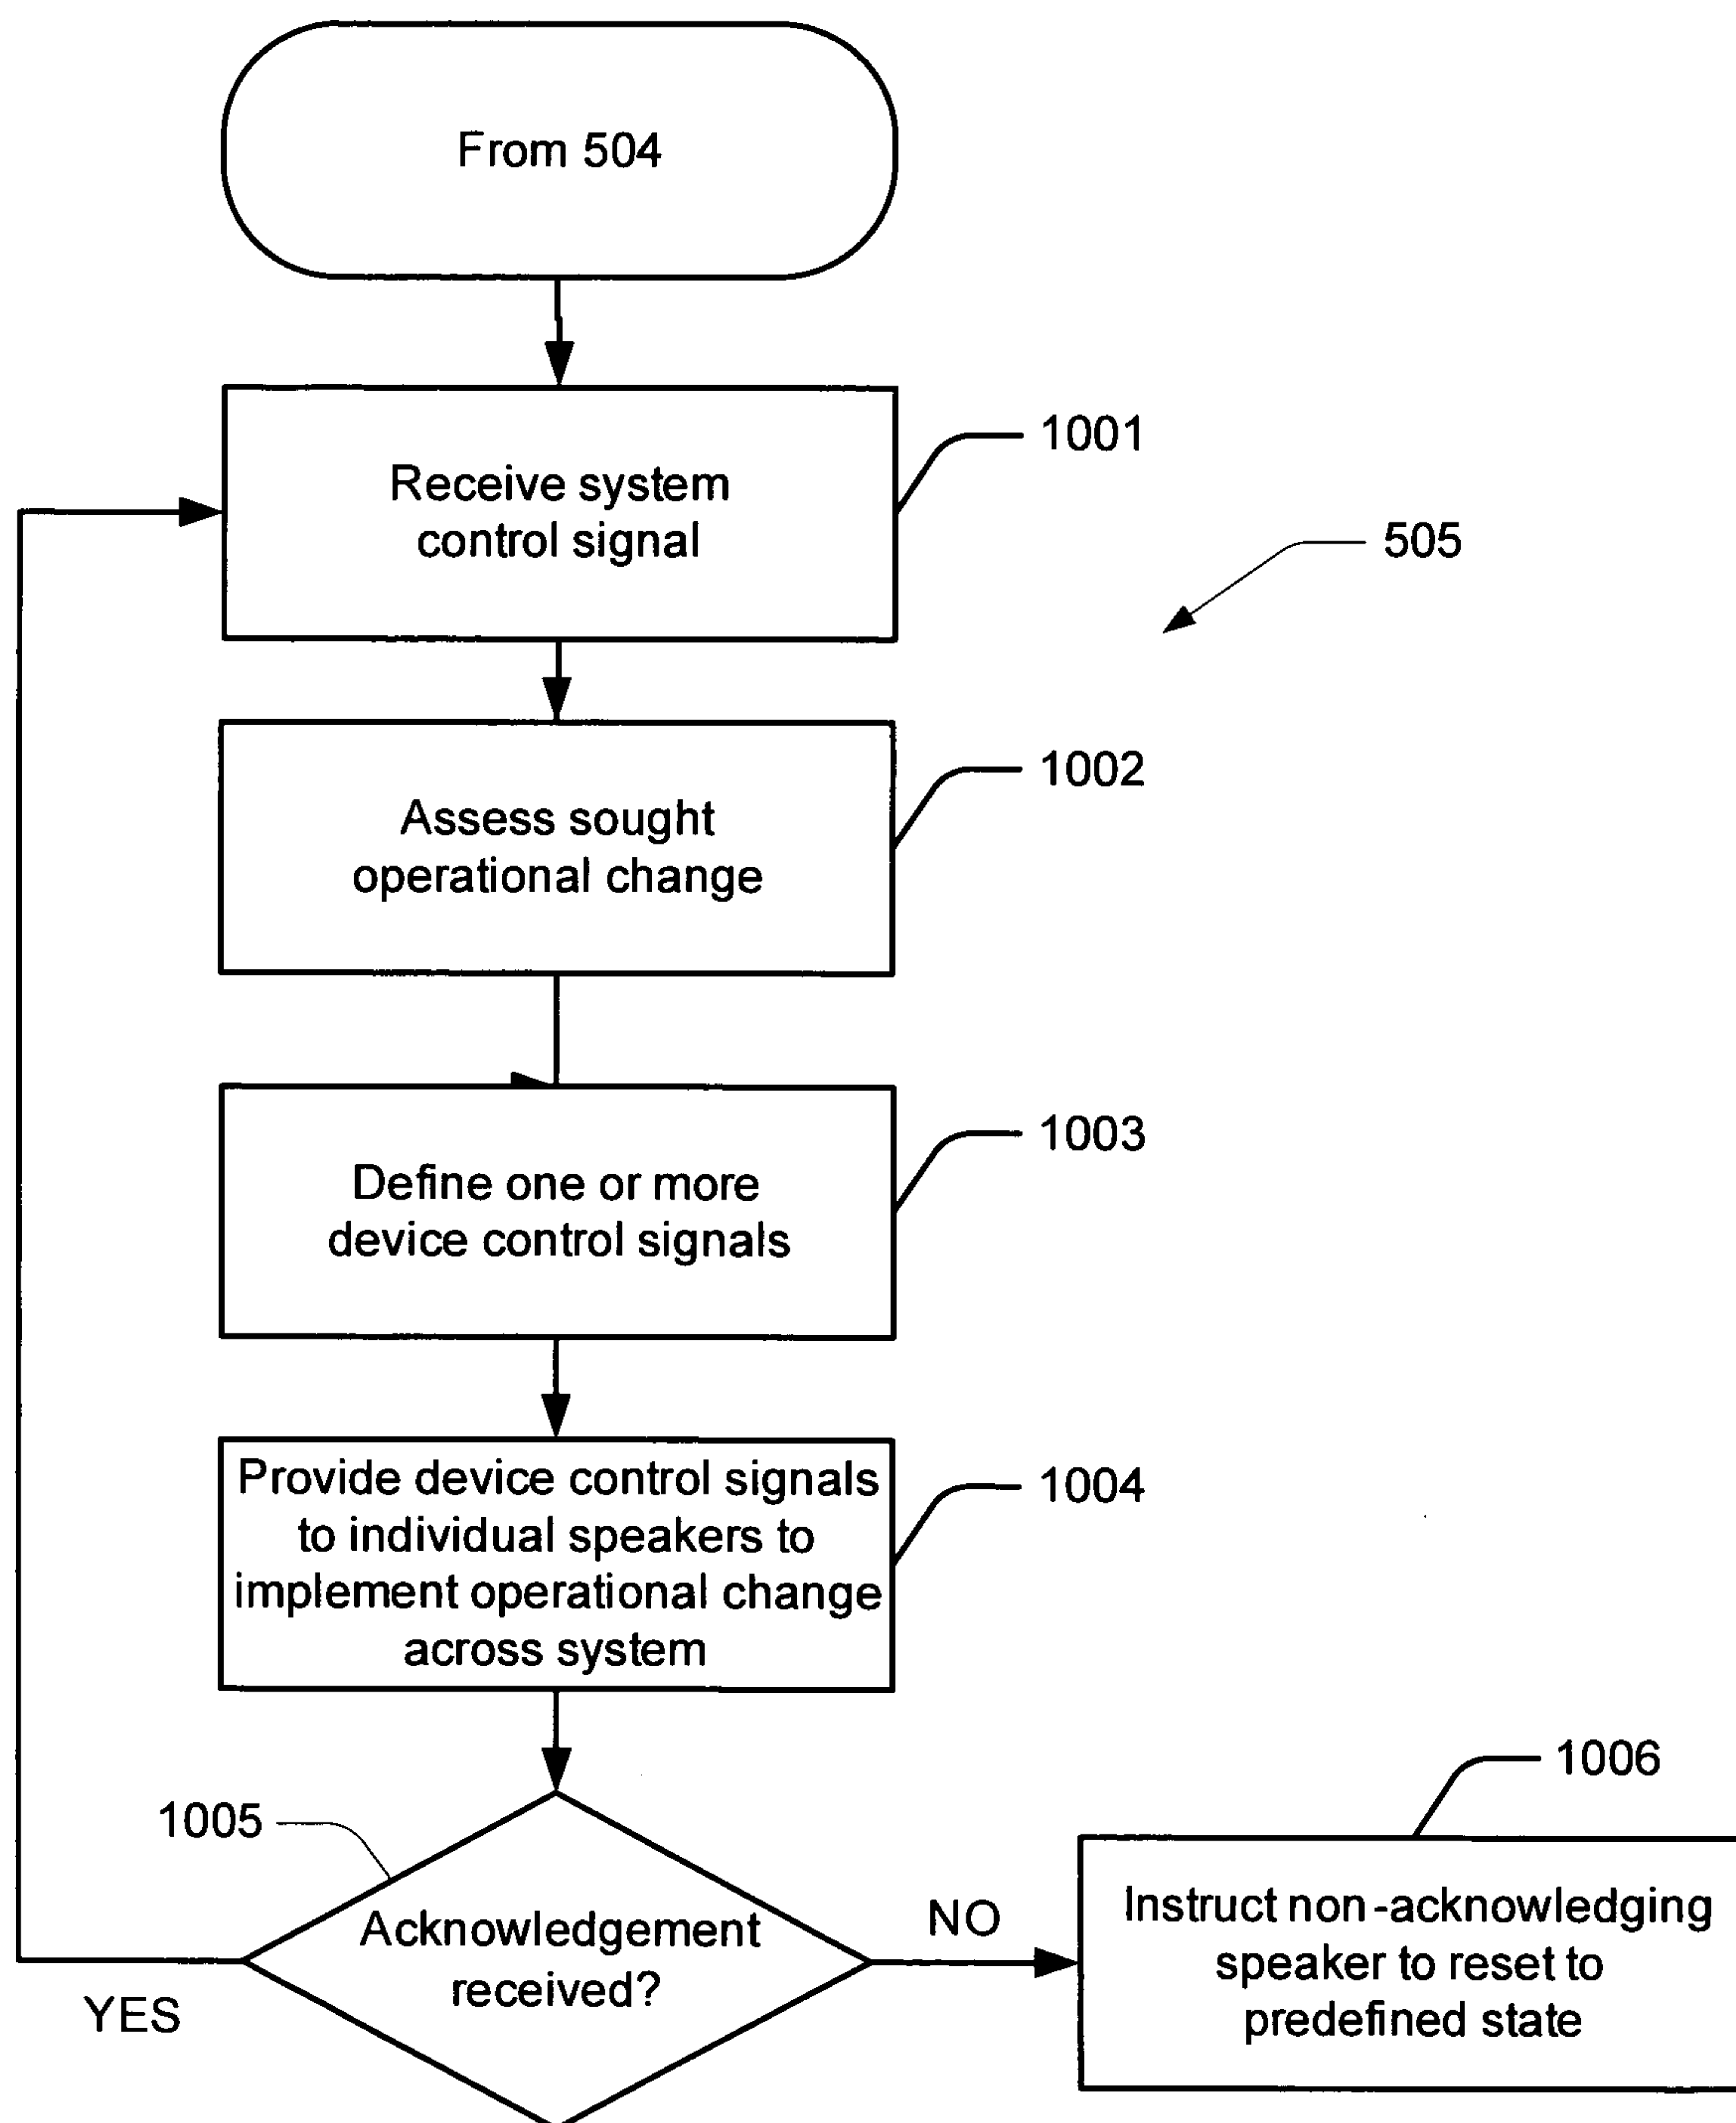 From 504
Receive system
control signal
1001
505
Assess sought
operational change
1002
Define one or more
device control signals
1003
Provide device control signals
to individual speakers to
implement operational change
across system
1004
1005
Acknowledgement
received?
YES
NO
1006
Instruct non-acknowledging
speaker to reset to
predefined state